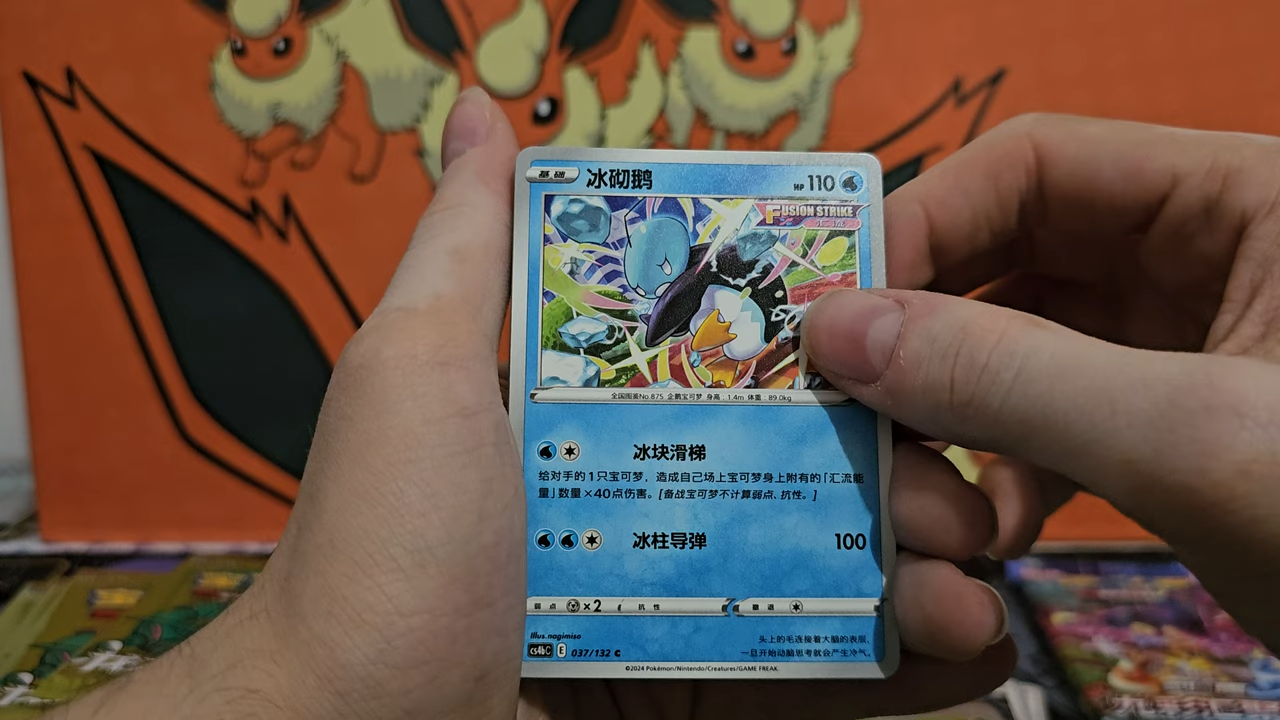 基础 冰砌鹅 HP 110
FUSION STRIKE
全国图鉴No.875 企鹅宝可梦 身高：1.4m 体重：89.0kg
冰块滑梯
给对手的1只宝可梦，造成自己场上宝可梦身上附有的「汇流能
量」数量×40点伤害。[备战宝可梦不计算弱点、抗性。]
冰柱导弹 100
弱点 ×2 抗性 撤退
Illus.nagimiso
cs4bC E 037/132 C
头上的毛连接着大脑的表层，
一旦开始动脑思考就会产生冷气。
©2024 Pokémon/Nintendo/Creatures/GAME FREAK.